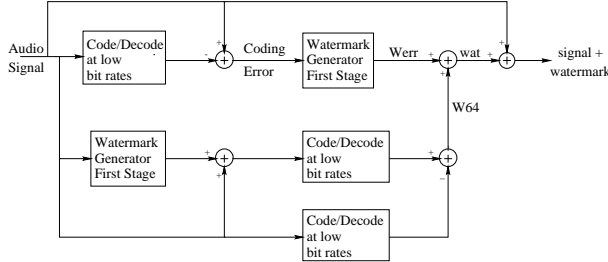 Audio
Signal
Code/Decode
at low
bit rates
-
+
+
Coding
Error
Watermark
Generator
First Stage
Werr
+
+
wat
+
+
signal +
watermark
W64
Watermark
Generator
First Stage
+
+
+
Code/Decode
at low
bit rates
+
−
Code/Decode
at low
bit rates